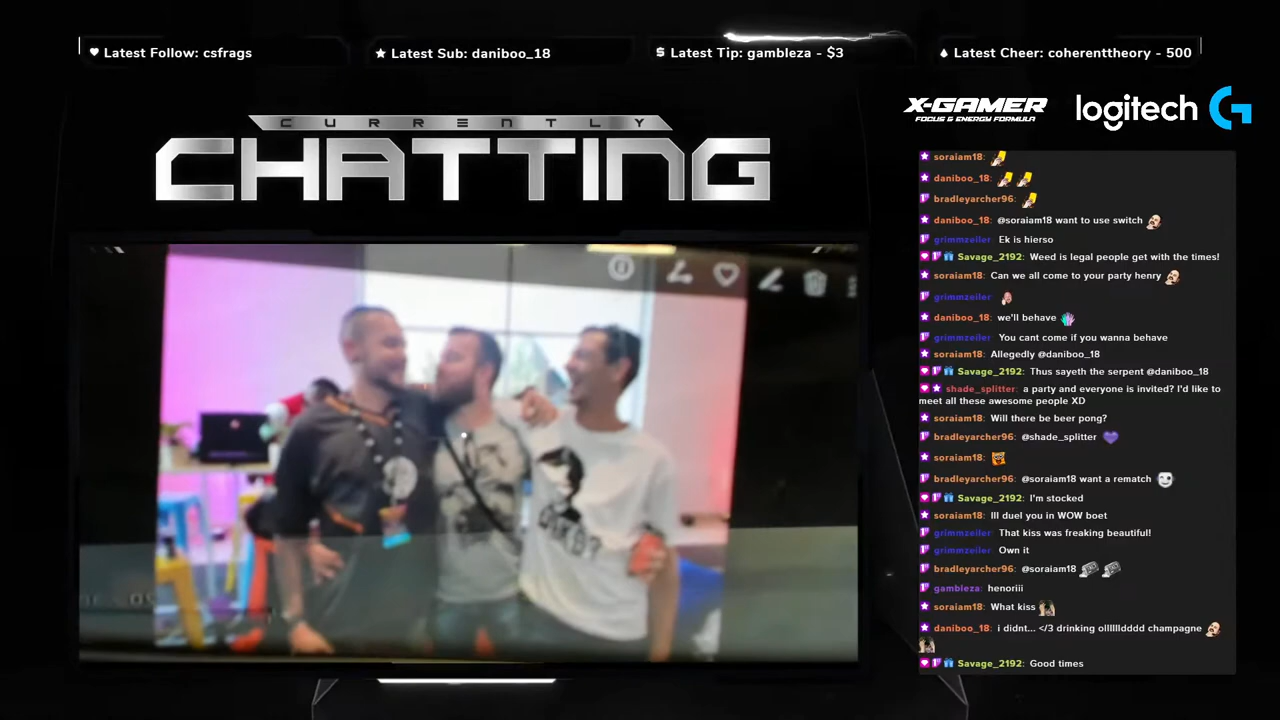 Latest Follow: csfrags
Latest Sub: daniboo_18
Latest Tip: gambleza - $3
Latest Cheer: coherenttheory - 500
CURRENTLY
CHATTING
X-GAMER
FOCUS & ENERGY FORMULA
logitech G
soraiam18:
daniboo_18:
bradleyarcher96:
daniboo_18: @soraiam18 want to use switch
grimmzeiler: Ek is hierso
Savage_2192: Weed is legal people get with the times!
soraiam18: Can we all come to your party henry
grimmzeiler:
daniboo_18: we'll behave
grimmzeiler: You cant come if you wanna behave
soraiam18: Allegedly @daniboo_18
Savage_2192: Thus sayeth the serpent @daniboo_18
shade_splitter: a party and everyone is invited? I'd like to
meet all these awesome people XD
soraiam18: Will there be beer pong?
bradleyarcher96: @shade_splitter
soraiam18:
bradleyarcher96: @soraiam18 want a rematch
Savage_2192: I'm stocked
soraiam18: Ill duel you in WOW boet
grimmzeiler: That kiss was freaking beautiful!
grimmzeiler: Own it
bradleyarcher96: @soraiam18
gambleza: henoriii
soraiam18: What kiss
daniboo_18: i didnt... </3 drinking olllllldddd champagne
Savage_2192: Good times